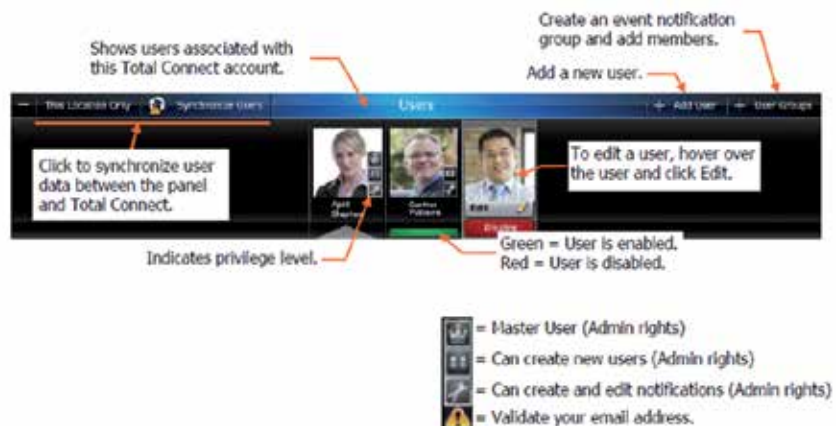 Create an event notification
group and add members.
Shows users associated with
this Total Connect account.
Add a new user.
This Location Only
Synchronize Users
Users
+ Add User
+ User Groups
Click to synchronize user
data between the panel
and Total Connect.
To edit a user, hover over
the user and click Edit.
April
Edit
Indicates privilege level.
Green = User is enabled.
Red = User is disabled.
= Master User (Admin rights)
= Can create new users (Admin rights)
= Can create and edit notifications (Admin rights)
= Validate your email address.